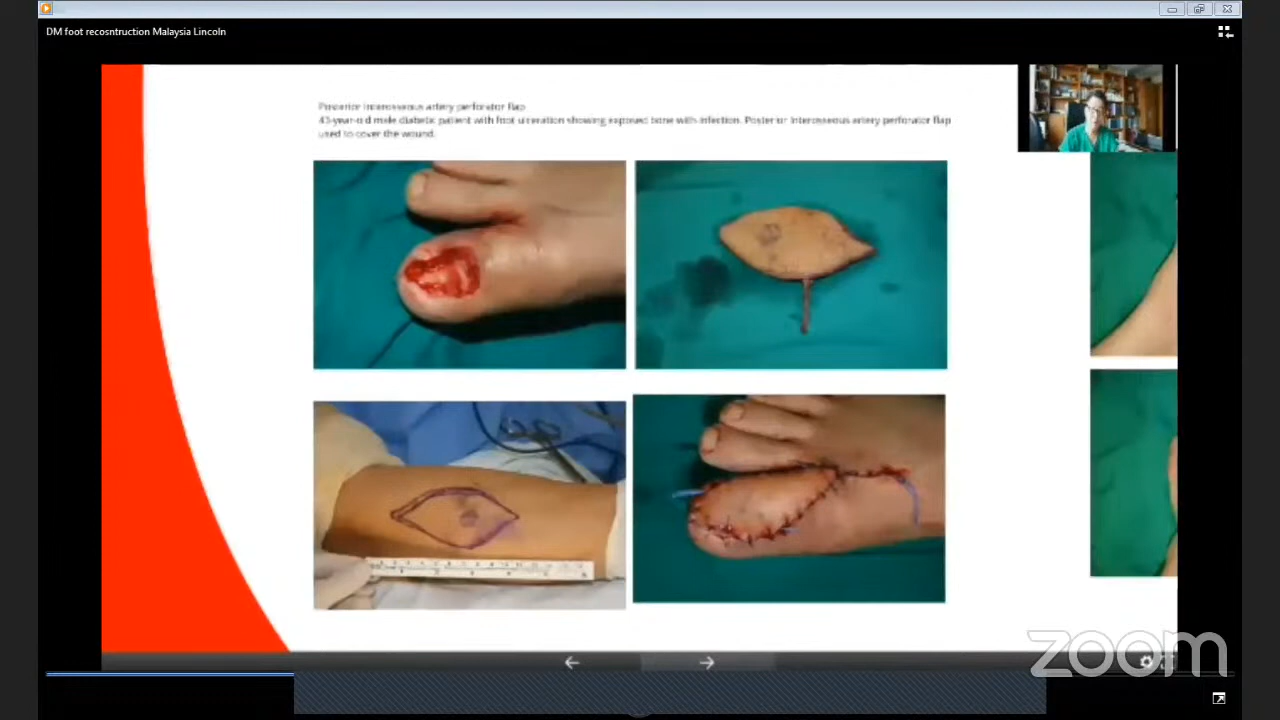 DM foot recosntruction Malaysia Lincoln
Posterior interosseous artery perforator flap
43-year-old male diabetic patient with foot ulceration showing exposed bone with infection. Posterior interosseous artery perforator flap
used to cover the wound.
zoom